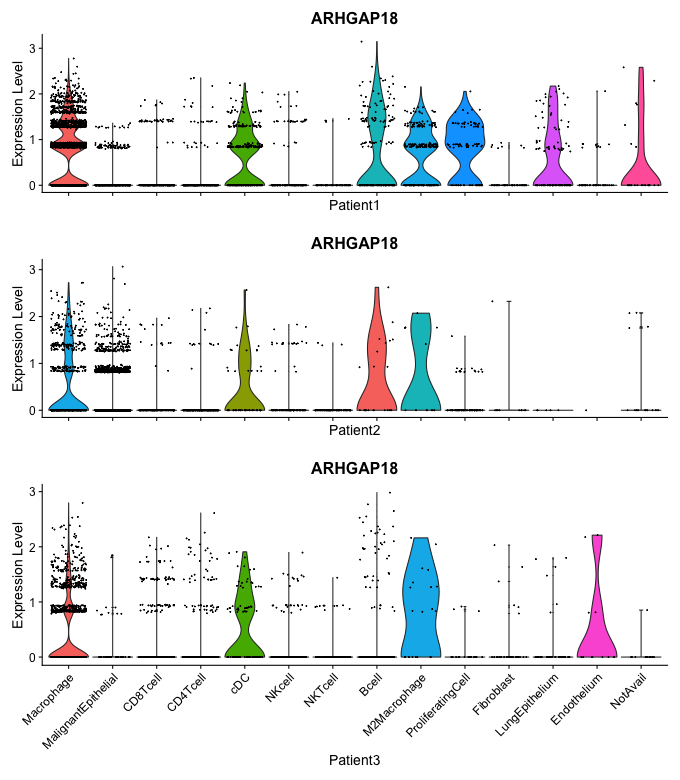 ARHGAP18
Expression Level
3
2
1
0
Patient1
ARHGAP18
Expression Level
3
2
1
0
Patient2
ARHGAP18
Expression Level
3
2
1
0
Macrophage
MalignantEpithelial
CD8Tcell
CD4Tcell
cDC
NKcell
NKTcell
Bcell
M2Macrophage
ProliferatingCell
Fibroblast
LungEpithelium
Endothelium
NotAvail
Patient3